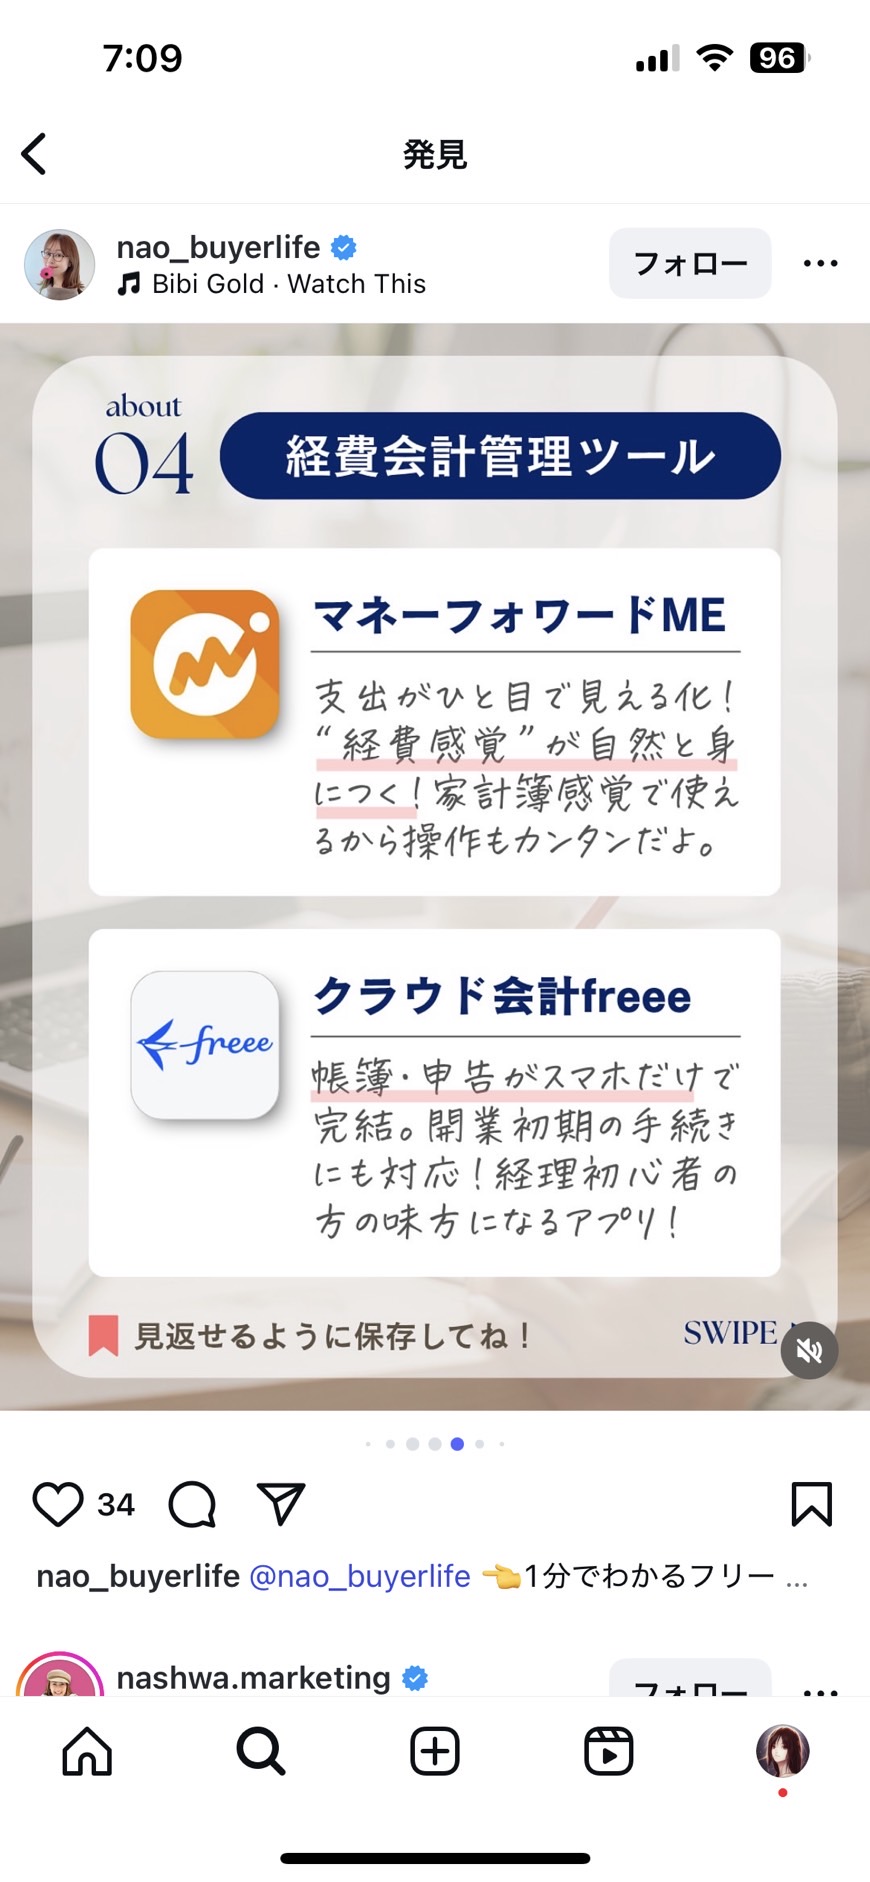 7:09
96
発見
nao_buyerlife
Bibi Gold · Watch This
フォロー
about
04
経費会計管理ツール
マネーフォワードME
支出がひと目で見える化!
“経費感覚”が自然と身
につく!家計簿感覚で使え
るから操作もカンタンだよ。
freee
クラウド会計freee
帳簿・申告がスマホだけで
完結。開業初期の手続き
にも対応!経理初心者の
方の味方になるアプリ!
見返せるように保存してね!
SWIPE
34
nao_buyerlife @nao_buyerlife 👈1分でわかるフリー ...
nashwa.marketing
フォロー